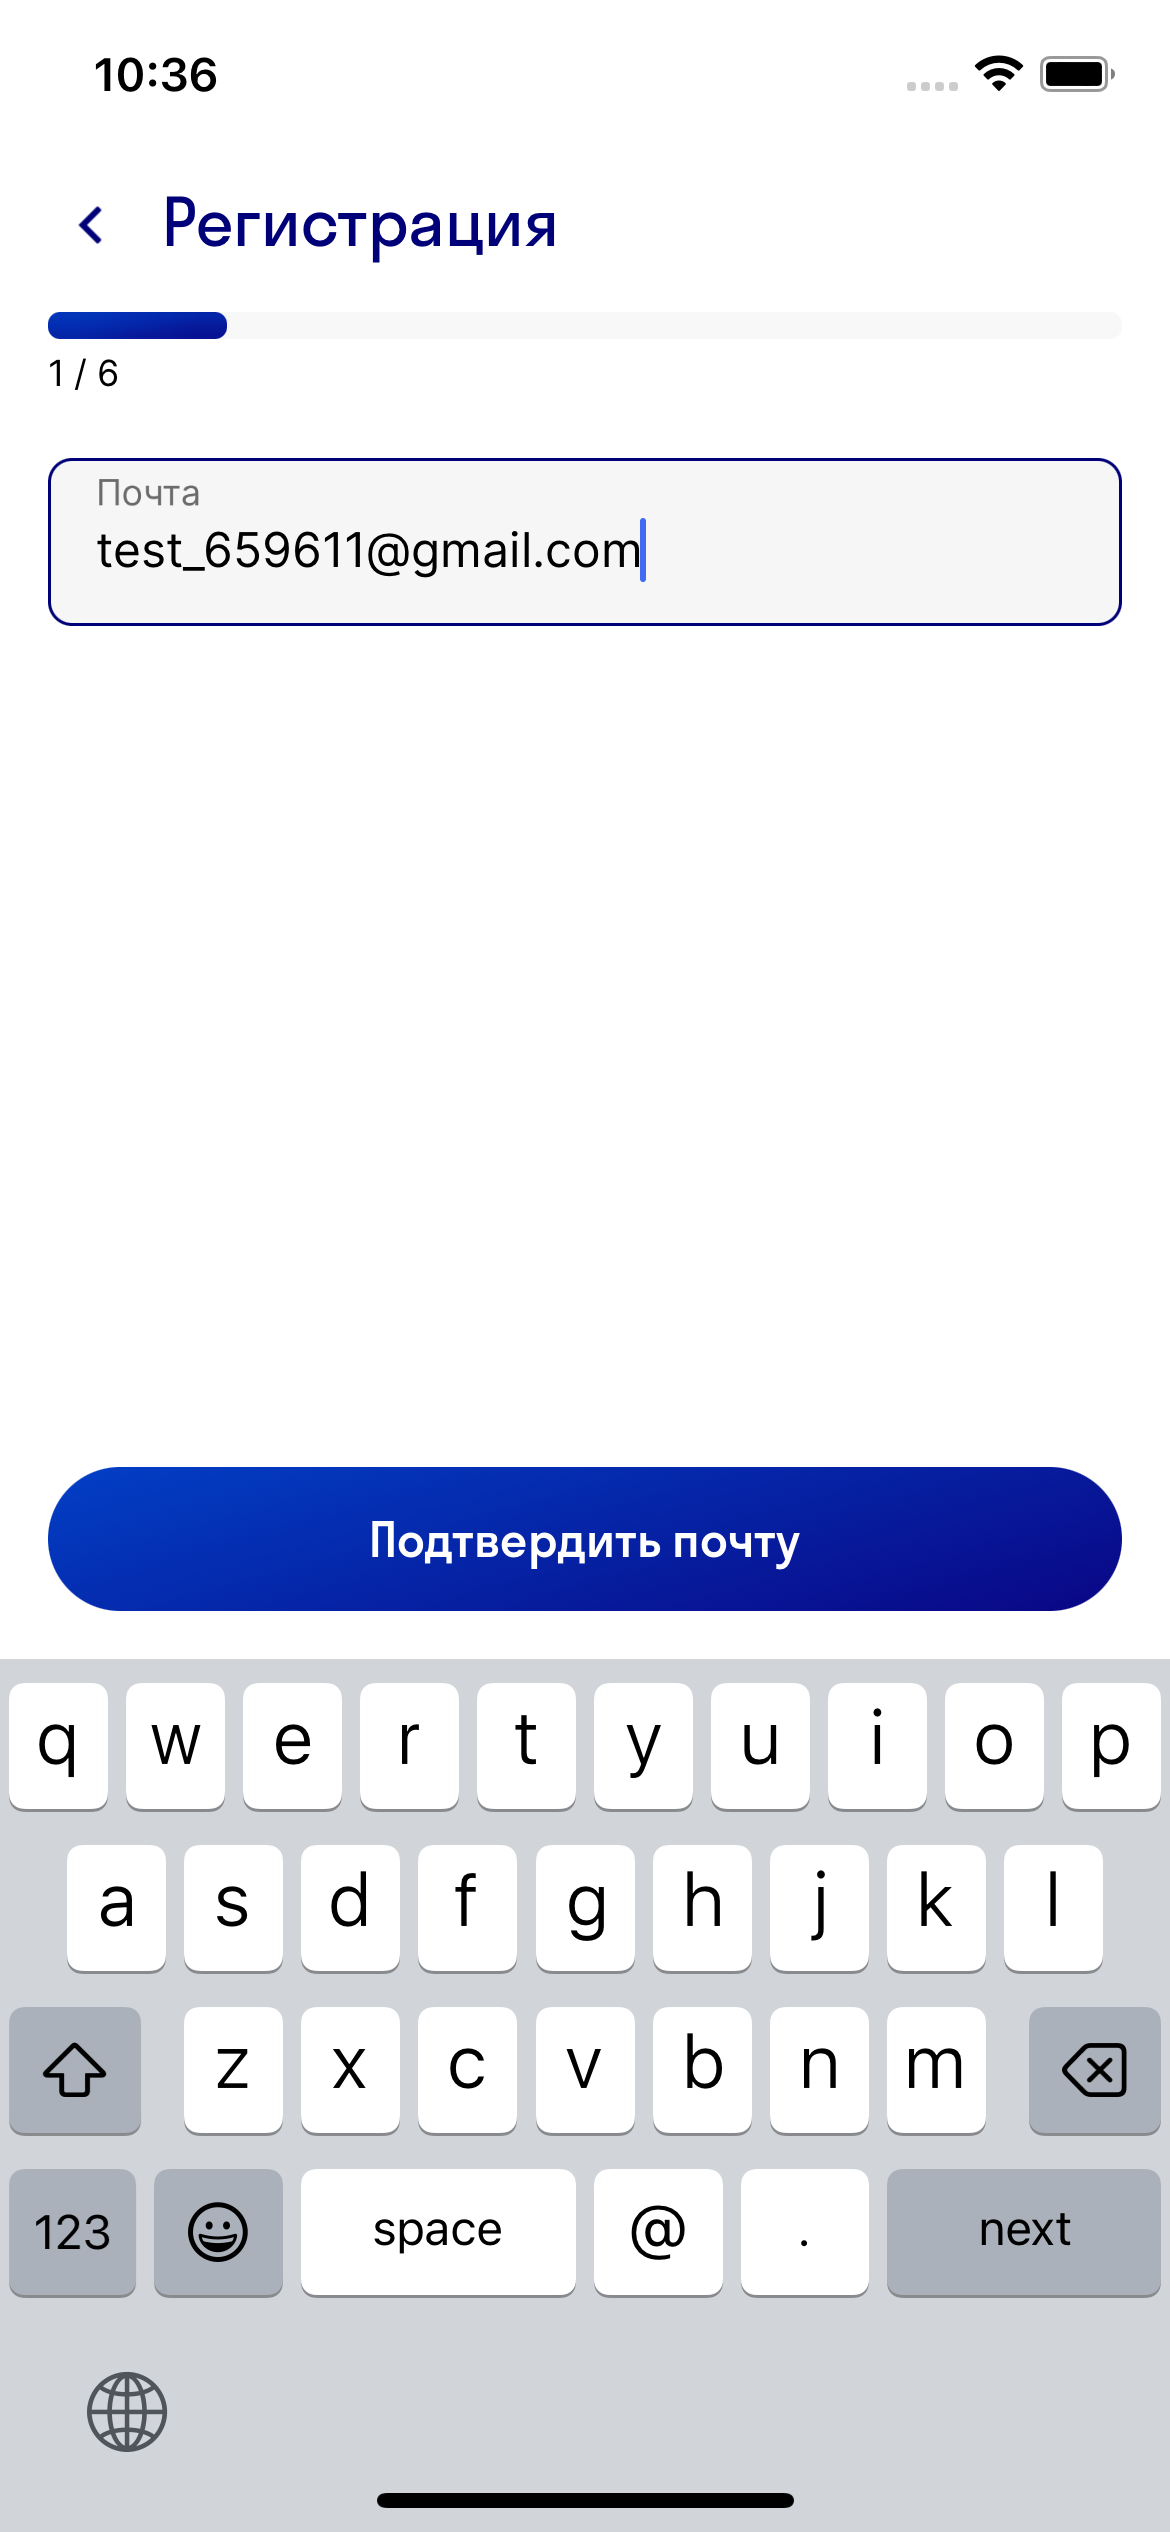 10:36
Регистрация
1 / 6
Почта
test_659611@gmail.com
Подтвердить почту
q w e r t y u i o p
a s d f g h j k l
z x c v b n m
123 space @ . next